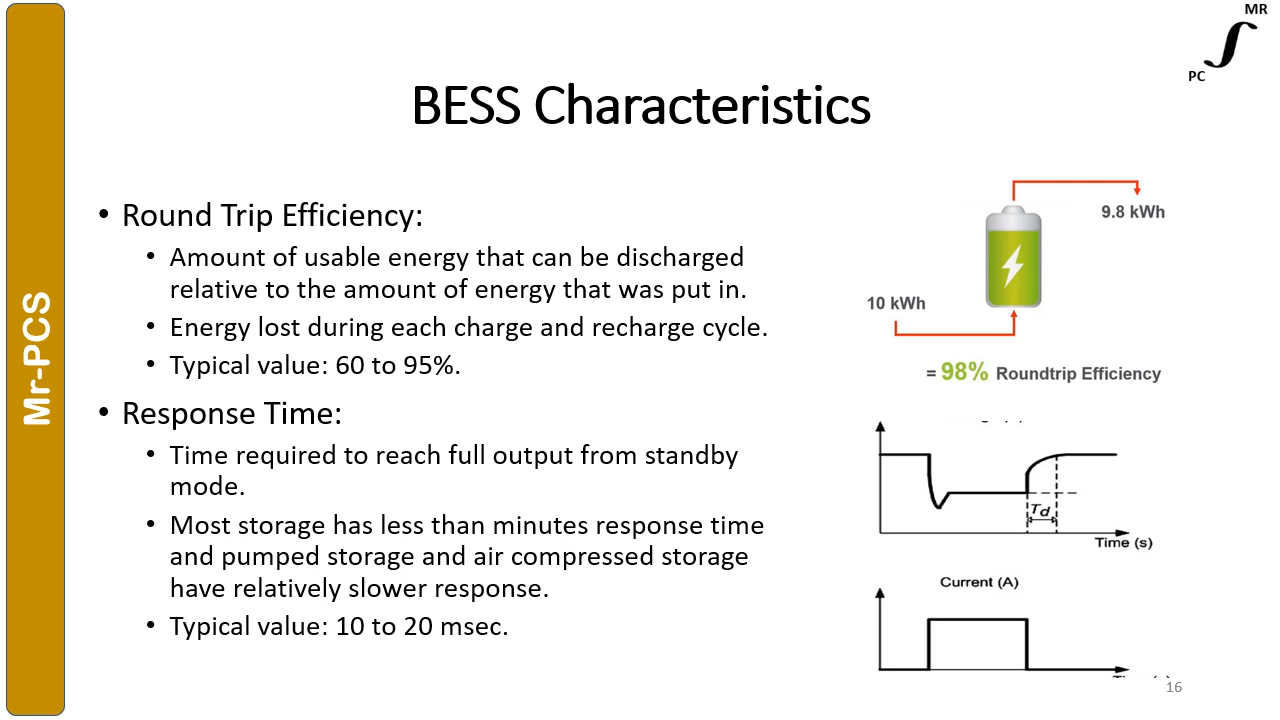 MR
PC
Mr-PCS
BESS Characteristics
• Round Trip Efficiency:
• Amount of usable energy that can be discharged
relative to the amount of energy that was put in.
• Energy lost during each charge and recharge cycle.
• Typical value: 60 to 95%.
• Response Time:
• Time required to reach full output from standby
mode.
• Most storage has less than minutes response time
and pumped storage and air compressed storage
have relatively slower response.
• Typical value: 10 to 20 msec.
9.8 kWh
10 kWh
= 98% Roundtrip Efficiency
Td
Time (s)
Current (A)
16